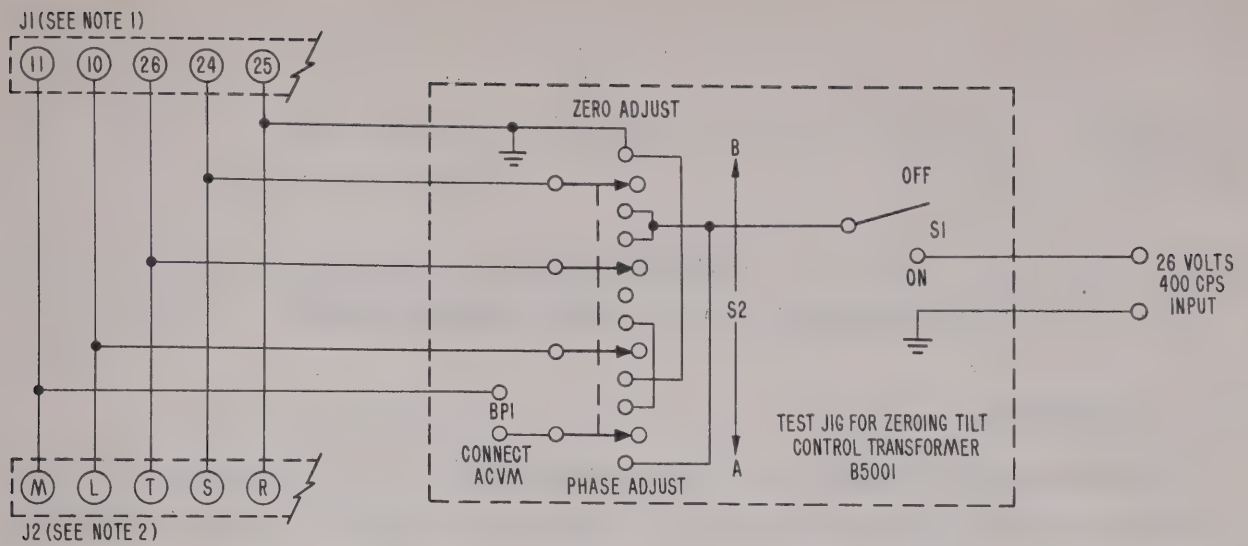 J1(SEE NOTE 1)
11 10 26 24 25
ZERO ADJUST
B
OFF
S1
ON
26 VOLTS
400 CPS
INPUT
S2
BP1
CONNECT
ACVM
A
PHASE ADJUST
TEST JIG FOR ZEROING TILT
CONTROL TRANSFORMER
B5001
M L T S R
J2(SEE NOTE 2)